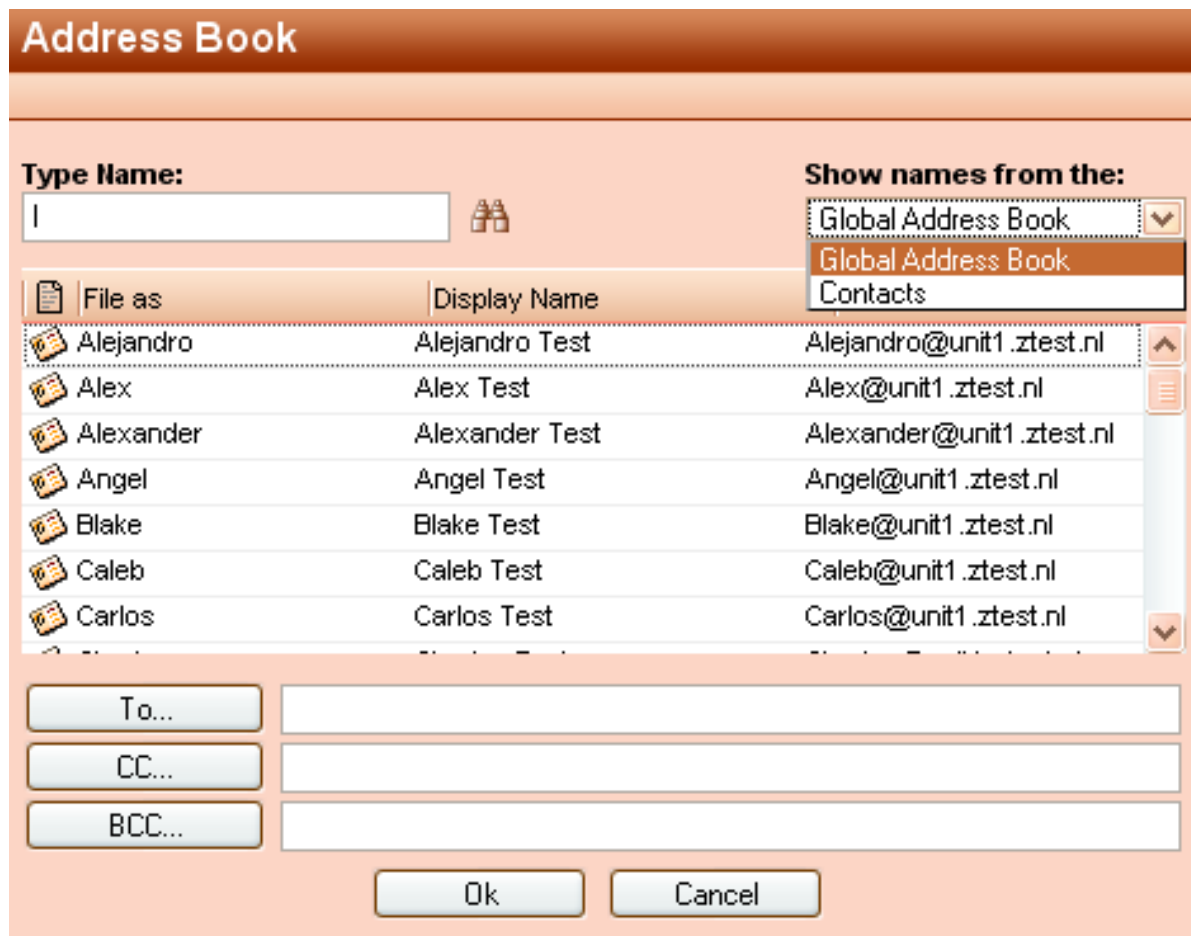 Address Book
Type Name: Show names from the:
Global Address Book
Global Address Book
Contacts
File as Display Name
Alejandro Alejandro Test Alejandro@unit1.ztest.nl
Alex Alex Test Alex@unit1.ztest.nl
Alexander Alexander Test Alexander@unit1.ztest.nl
Angel Angel Test Angel@unit1.ztest.nl
Blake Blake Test Blake@unit1.ztest.nl
Caleb Caleb Test Caleb@unit1.ztest.nl
Carlos Carlos Test Carlos@unit1.ztest.nl
To...
CC...
BCC...
Ok Cancel